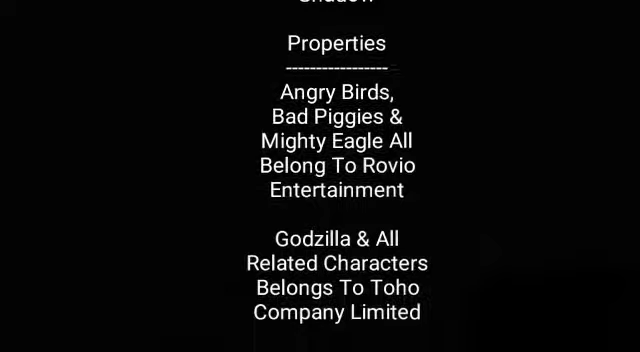 Shadow
Properties
-----------------
Angry Birds,
Bad Piggies &
Mighty Eagle All
Belong To Rovio
Entertainment
Godzilla & All
Related Characters
Belongs To Toho
Company Limited